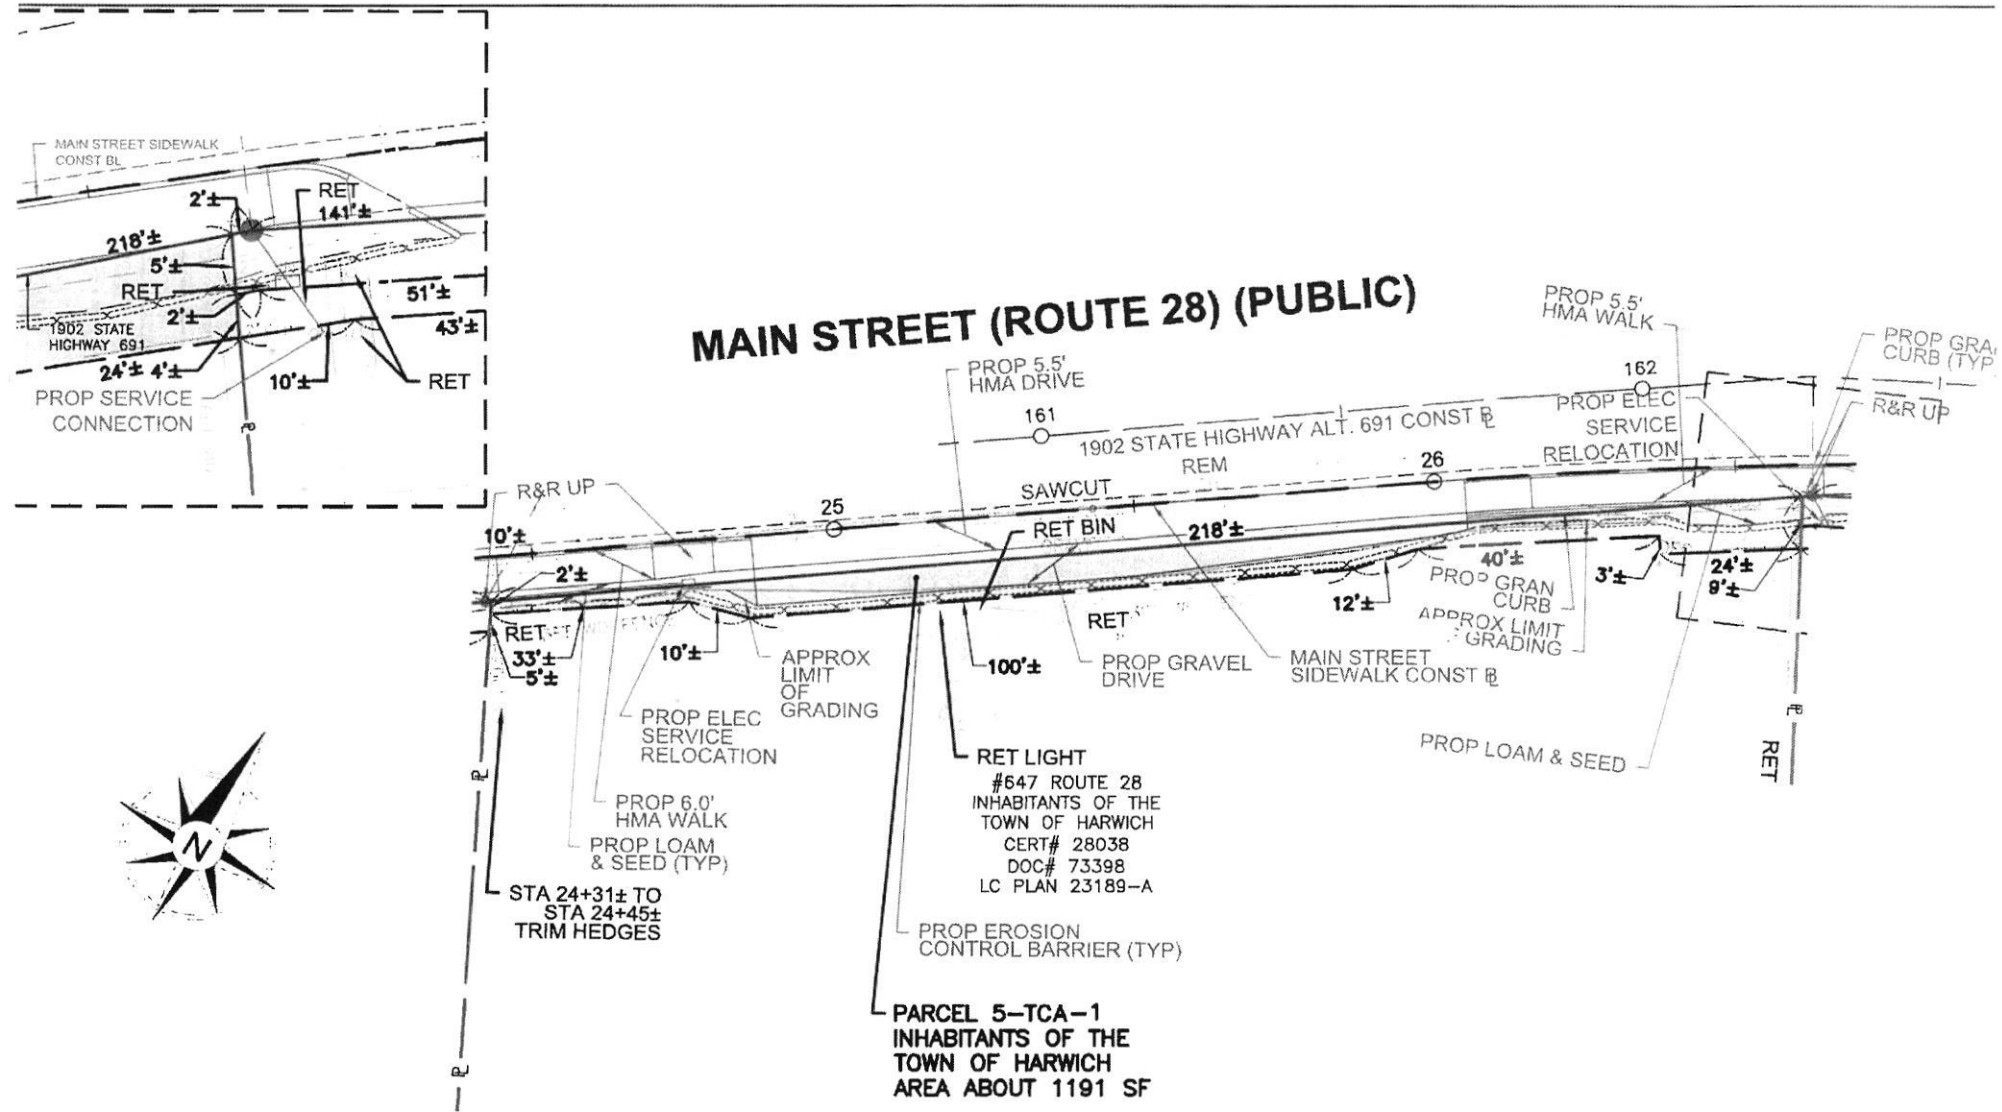 MAIN STREET SIDEWALK
CONST BL
2'±
RET
141'±
218'±
5'±
RET
51'±
2'±
43'±
1902 STATE
HIGHWAY 691
24'±
4'±
10'±
RET
PROP SERVICE
CONNECTION
PL
MAIN STREET (ROUTE 28) (PUBLIC)
PROP 5.5'
HMA WALK
PROP 5.5'
HMA DRIVE
162
CURB (TYP
R&R UP
161
1902 STATE HIGHWAY ALT. 691 CONST BL
REM
PROP ELEC
SERVICE
RELOCATION
26
SAWCUT
R&R UP
25
RET BIN
218'±
10'±
2'±
40'±
3'±
24'±
9'±
PROP GRAN
CURB
12'±
APPROX LIMIT
GRADING
RET
33'±
5'±
10'±
RET
100'±
APPROX
LIMIT
OF
GRADING
PROP GRAVEL
DRIVE
MAIN STREET
SIDEWALK CONST BL
PROP ELEC
SERVICE
RELOCATION
PROP LOAM & SEED
PL
RET
PL
RET LIGHT
#647 ROUTE 28
INHABITANTS OF THE
TOWN OF HARWICH
CERT# 28038
DOC# 73398
LC PLAN 23189-A
PROP 6.0'
HMA WALK
PROP LOAM
& SEED (TYP)
N
STA 24+31± TO
STA 24+45±
TRIM HEDGES
PROP EROSION
CONTROL BARRIER (TYP)
PARCEL 5-TCA-1
INHABITANTS OF THE
TOWN OF HARWICH
AREA ABOUT 1191 SF
PL